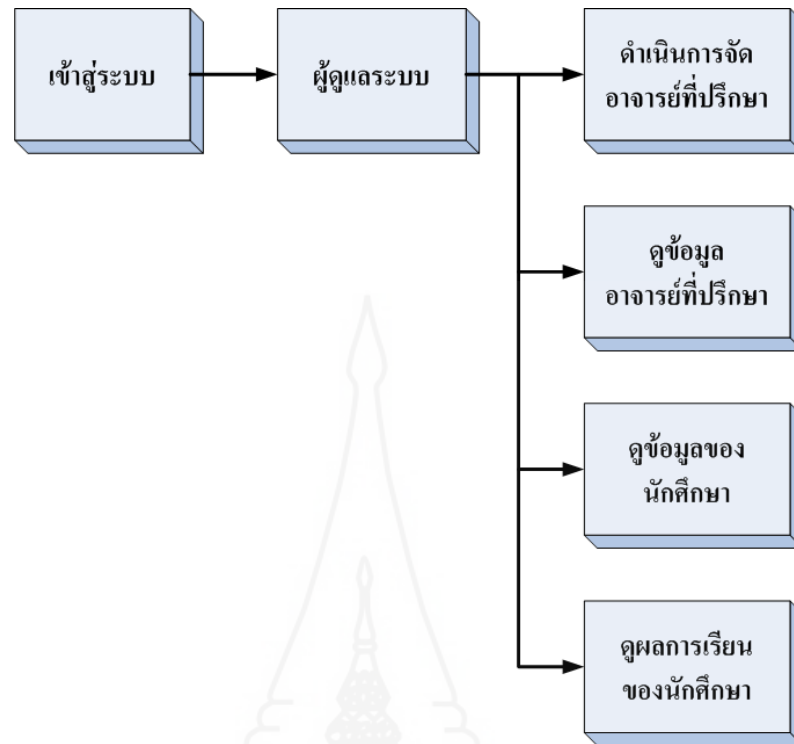 เข้าสู่ระบบ
ผู้ดูแลระบบ
ดำเนินการจัด
อาจารย์ที่ปรึกษา
ดูข้อมูล
อาจารย์ที่ปรึกษา
ดูข้อมูลของ
นักศึกษา
ดูผลการเรียน
ของนักศึกษา